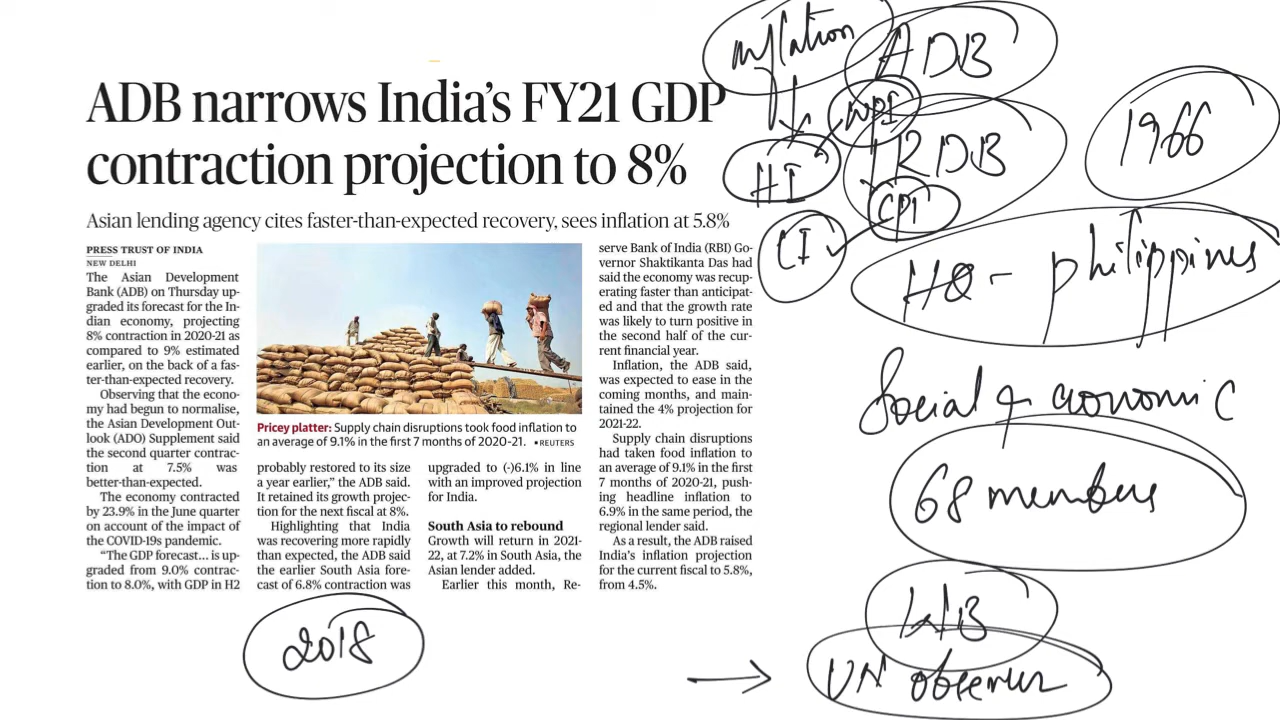 ADB narrows India's FY21 GDP
contraction projection to 8%
Asian lending agency cites faster-than-expected recovery, sees inflation at 5.8%
PRESS TRUST OF INDIA
NEW DELHI
The Asian Development
Bank (ADB) on Thursday up-
graded its forecast for the In-
dian economy, projecting
8% contraction in 2020-21 as
compared to 9% estimated
earlier, on the back of a fas-
ter-than-expected recovery.
Observing that the econo-
my had begun to normalise,
the Asian Development Out-
look (ADO) Supplement said
the second quarter contrac-
tion at 7.5% was
better-than-expected.
The economy contracted
by 23.9% in the June quarter
on account of the impact of
the COVID-19s pandemic.
“The GDP forecast... is up-
graded from 9.0% contrac-
tion to 8.0%, with GDP in H2
Pricey platter: Supply chain disruptions took food inflation to
an average of 9.1% in the first 7 months of 2020-21. ▪ REUTERS
probably restored to its size
a year earlier,” the ADB said.
It retained its growth projec-
tion for the next fiscal at 8%.
Highlighting that India
was recovering more rapidly
than expected, the ADB said
the earlier South Asia fore-
cast of 6.8% contraction was
upgraded to (-)6.1% in line
with an improved projection
for India.
South Asia to rebound
Growth will return in 2021-
22, at 7.2% in South Asia, the
Asian lender added.
Earlier this month, Re-
serve Bank of India (RBI) Go-
vernor Shaktikanta Das had
said the economy was recup-
erating faster than anticipat-
ed and that the growth rate
was likely to turn positive in
the second half of the cur-
rent financial year.
Inflation, the ADB said,
was expected to ease in the
coming months, and main-
tained the 4% projection for
2021-22.
Supply chain disruptions
had taken food inflation to
an average of 9.1% in the first
7 months of 2020-21, push-
ing headline inflation to
6.9% in the same period, the
regional lender said.
As a result, the ADB raised
India's inflation projection
for the current fiscal to 5.8%,
from 4.5%.
Inflation
ADB
WPI
HI
RDB
1966
CPI
CI
HQ - philippines
Social & economic
68 members
2018
UN observer